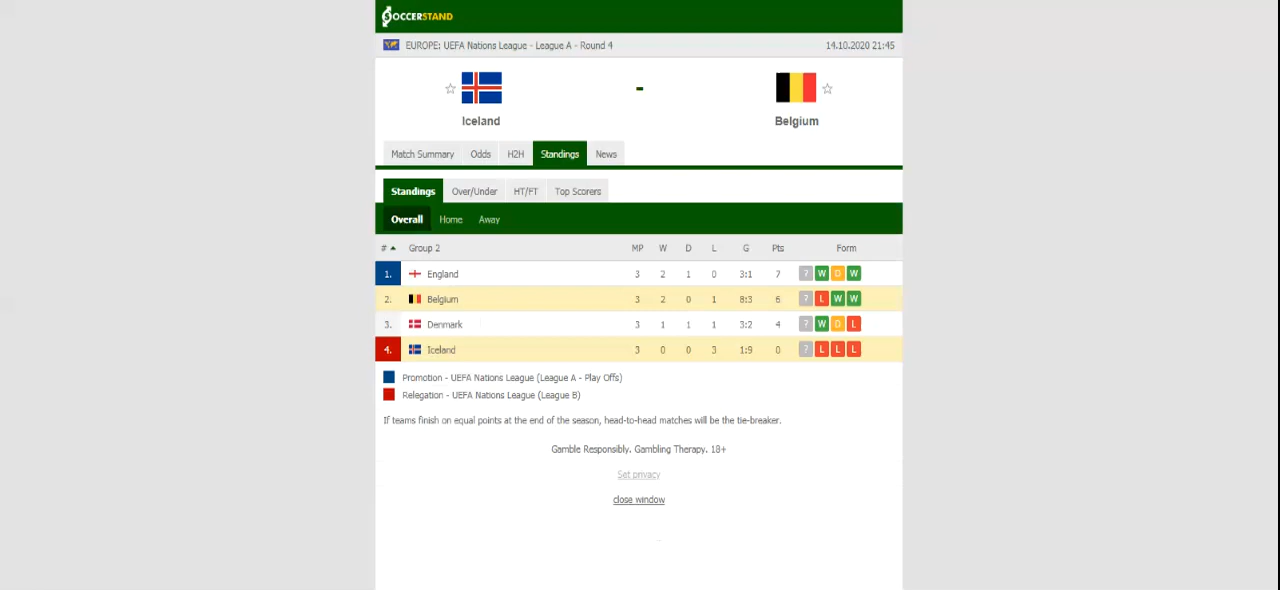 SOCCERSTAND
EUROPE: UEFA Nations League - League A - Round 4 14.10.2020 21:45
-
Iceland Belgium
Match Summary Odds H2H Standings News
Standings Over/Under HT/FT Top Scorers
Overall Home Away
# Group 2 MP W D L G Pts Form
1. England 3 2 1 0 3:1 7 ? W D W
2. Belgium 3 2 0 1 8:3 6 ? L W W
3. Denmark 3 1 1 1 3:2 4 ? W D L
4. Iceland 3 0 0 3 1:9 0 ? L L L
Promotion - UEFA Nations League (League A - Play Offs)
Relegation - UEFA Nations League (League B)
If teams finish on equal points at the end of the season, head-to-head matches will be the tie-breaker.
Gamble Responsibly. Gambling Therapy. 18+
Set privacy
close window